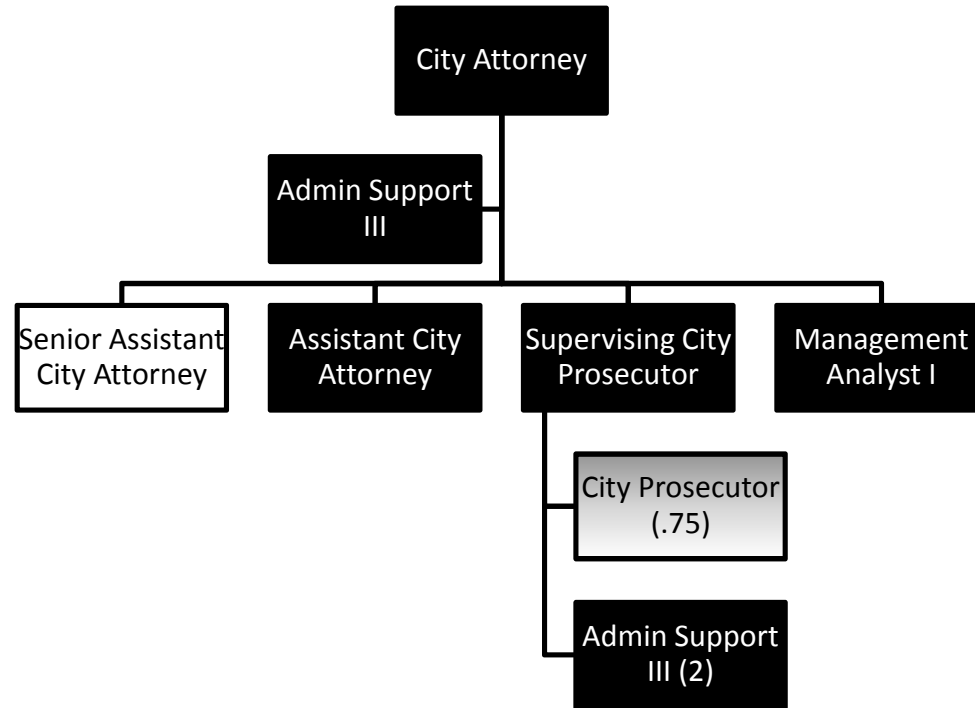 City Attorney
Admin Support
III
Senior Assistant
City Attorney
Assistant City
Attorney
Supervising City
Prosecutor
Management
Analyst I
City Prosecutor
(.75)
Admin Support
III (2)